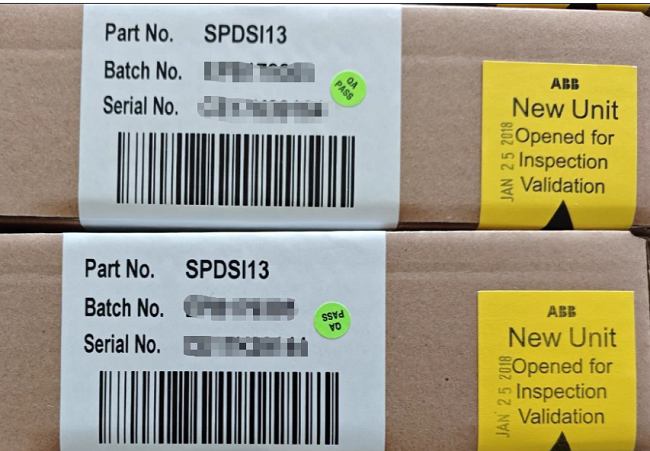 Part No. SPDSI13
Batch No.
Serial No.
QA
PASS
ABB
New Unit
Opened for
Inspection
Validation
JAN 25 2018
Part No. SPDSI13
Batch No.
Serial No.
QA
PASS
ABB
New Unit
Opened for
Inspection
Validation
JAN 25 2018